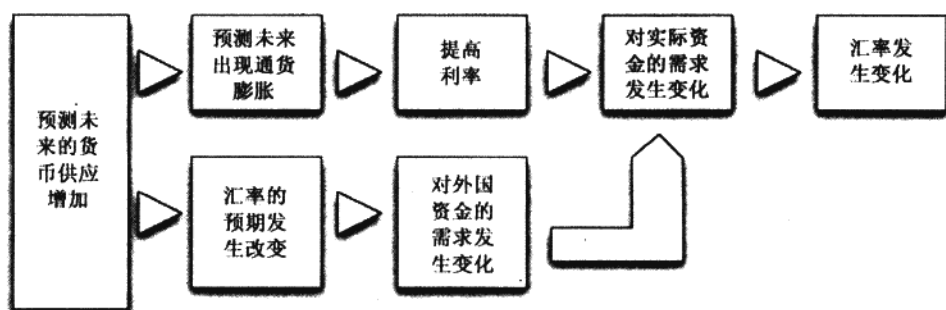 预测未
来的货
币供应
增加
预测未来
出现通货
膨胀
提高
利率
对实际资
金的需求
发生变化
汇率发
生变化
汇率的
预期发
生改变
对外国
资金的
需求发
生变化